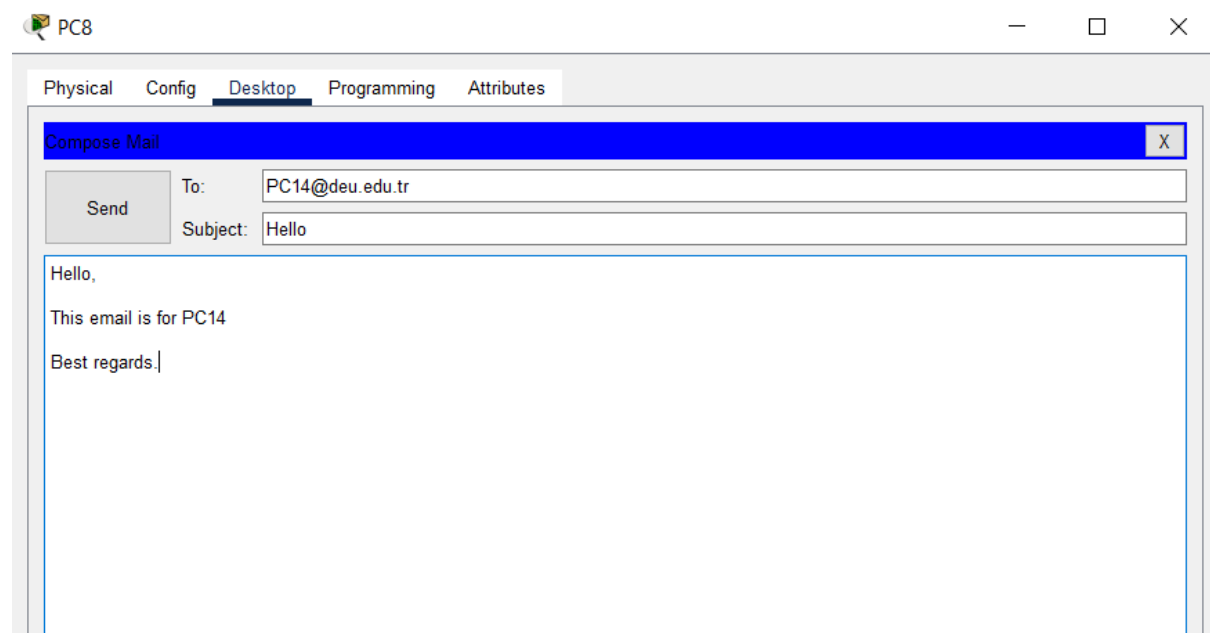 PC8
Physical Config Desktop Programming Attributes
Compose Mail X
Send
To: PC14@deu.edu.tr
Subject: Hello
Hello,
This email is for PC14
Best regards.